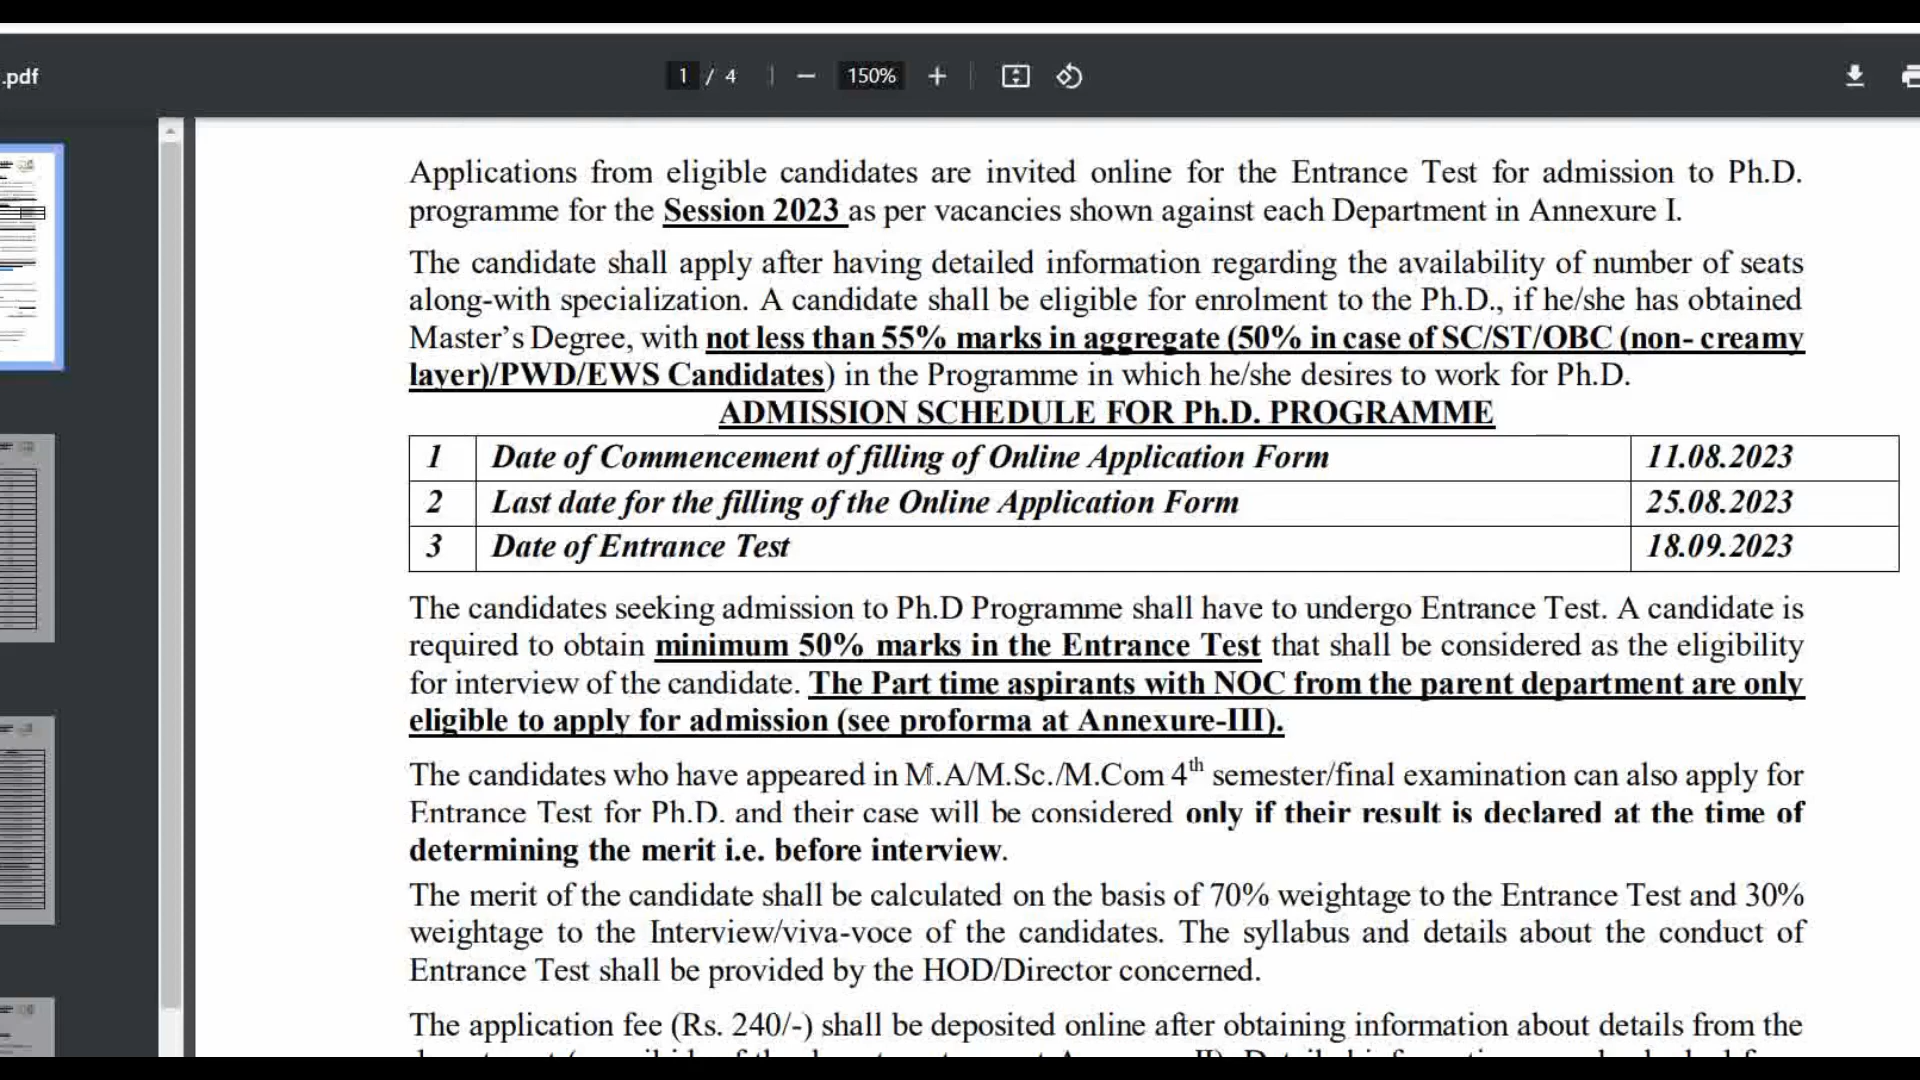 .pdf
1 / 4
150%
Applications from eligible candidates are invited online for the Entrance Test for admission to Ph.D.
programme for the Session 2023 as per vacancies shown against each Department in Annexure I.
The candidate shall apply after having detailed information regarding the availability of number of seats
along-with specialization. A candidate shall be eligible for enrolment to the Ph.D., if he/she has obtained
Master’s Degree, with not less than 55% marks in aggregate (50% in case of SC/ST/OBC (non- creamy
layer)/PWD/EWS Candidates) in the Programme in which he/she desires to work for Ph.D.
ADMISSION SCHEDULE FOR Ph.D. PROGRAMME
1 Date of Commencement of filling of Online Application Form 11.08.2023
2 Last date for the filling of the Online Application Form 25.08.2023
3 Date of Entrance Test 18.09.2023
The candidates seeking admission to Ph.D Programme shall have to undergo Entrance Test. A candidate is
required to obtain minimum 50% marks in the Entrance Test that shall be considered as the eligibility
for interview of the candidate. The Part time aspirants with NOC from the parent department are only
eligible to apply for admission (see proforma at Annexure-III).
The candidates who have appeared in M.A/M.Sc./M.Com 4th semester/final examination can also apply for
Entrance Test for Ph.D. and their case will be considered only if their result is declared at the time of
determining the merit i.e. before interview.
The merit of the candidate shall be calculated on the basis of 70% weightage to the Entrance Test and 30%
weightage to the Interview/viva-voce of the candidates. The syllabus and details about the conduct of
Entrance Test shall be provided by the HOD/Director concerned.
The application fee (Rs. 240/-) shall be deposited online after obtaining information about details from the